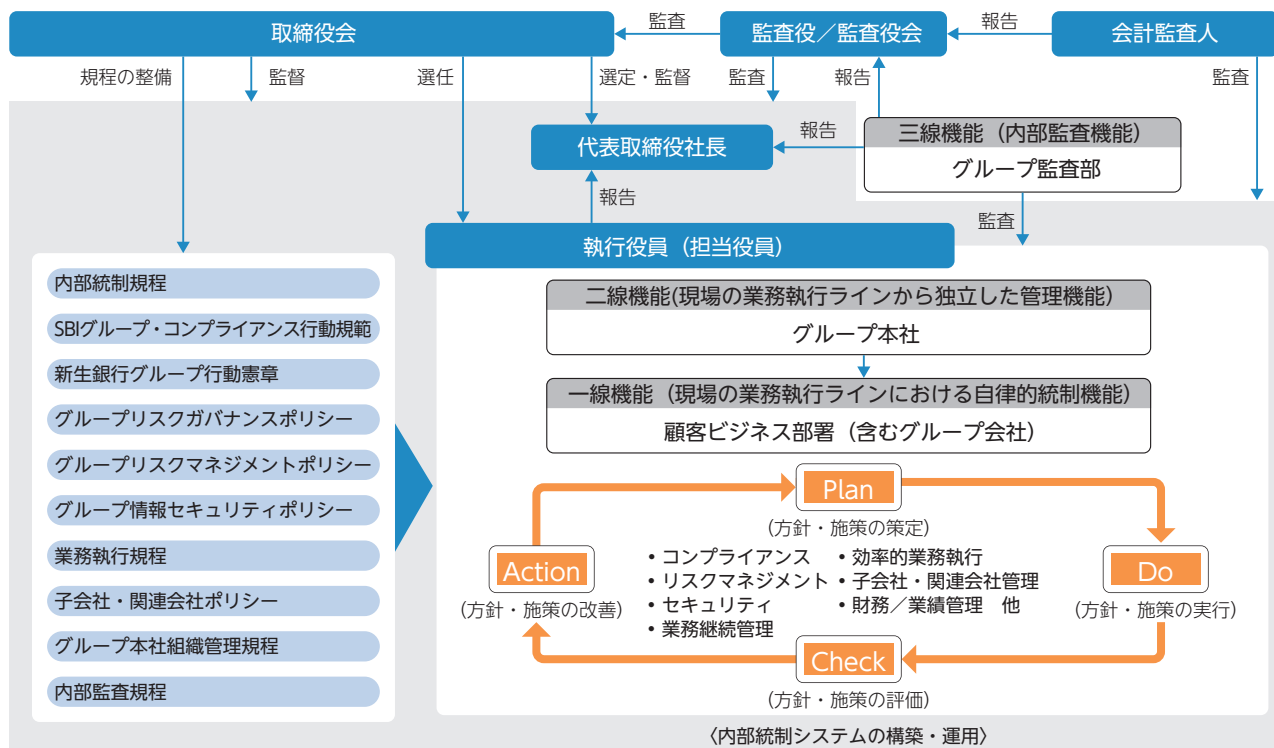 取締役会
監査
監査役／監査役会
報告
会計監査人
規程の整備
監督
選任
選定・監督
監査
報告
監査
代表取締役社長
報告
三線機能（内部監査機能）
グループ監査部
報告
監査
執行役員（担当役員）
内部統制規程
SBIグループ・コンプライアンス行動規範
新生銀行グループ行動憲章
グループリスクガバナンスポリシー
グループリスクマネジメントポリシー
グループ情報セキュリティポリシー
業務執行規程
子会社・関連会社ポリシー
グループ本社組織管理規程
内部監査規程
二線機能(現場の業務執行ラインから独立した管理機能）
グループ本社
一線機能（現場の業務執行ラインにおける自律的統制機能）
顧客ビジネス部署（含むグループ会社）
Plan
（方針・施策の策定）
Do
（方針・施策の実行）
Check
（方針・施策の評価）
Action
（方針・施策の改善）
• コンプライアンス
• リスクマネジメント
• セキュリティ
• 業務継続管理
• 効率的業務執行
• 子会社・関連会社管理
• 財務／業績管理　他
〈内部統制システムの構築・運用〉